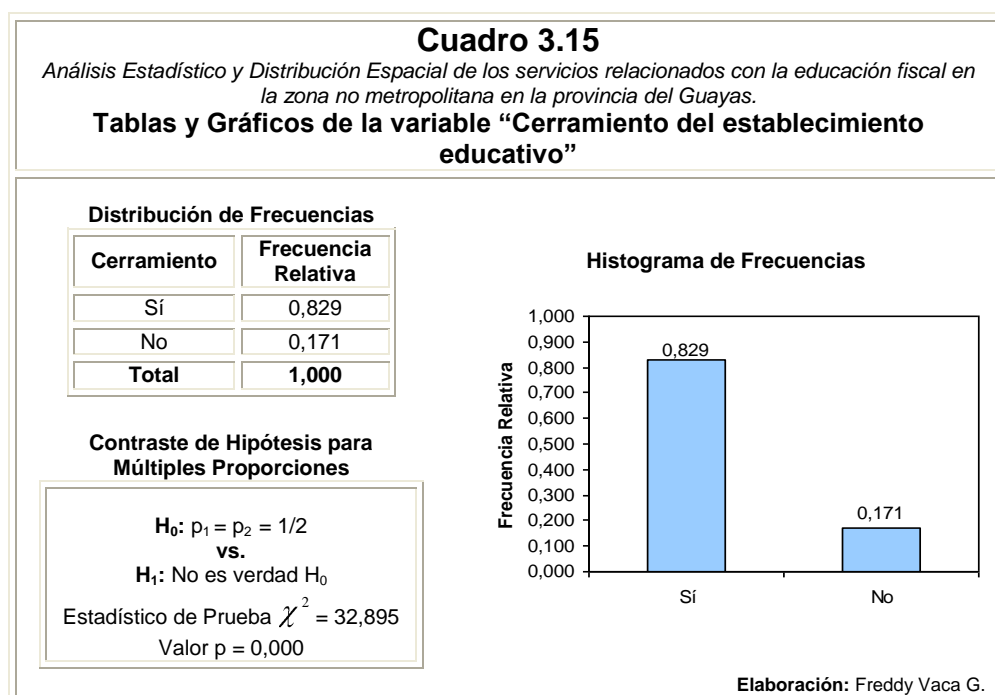 Cuadro 3.15
Análisis Estadístico y Distribución Espacial de los servicios relacionados con la educación fiscal en
la zona no metropolitana en la provincia del Guayas.
Tablas y Gráficos de la variable “Cerramiento del establecimiento
educativo”
Distribución de Frecuencias
Cerramiento Frecuencia
Relativa
Sí 0,829
No 0,171
Total 1,000
Contraste de Hipótesis para
Múltiples Proporciones
H₀: p₁ = p₂ = 1/2
vs.
H₁: No es verdad H₀
Estadístico de Prueba χ² = 32,895
Valor p = 0,000
Histograma de Frecuencias
Frecuencia Relativa
1,000
0,900
0,800
0,700
0,600
0,500
0,400
0,300
0,200
0,100
0,000
0,829
0,171
Sí No
Elaboración: Freddy Vaca G.